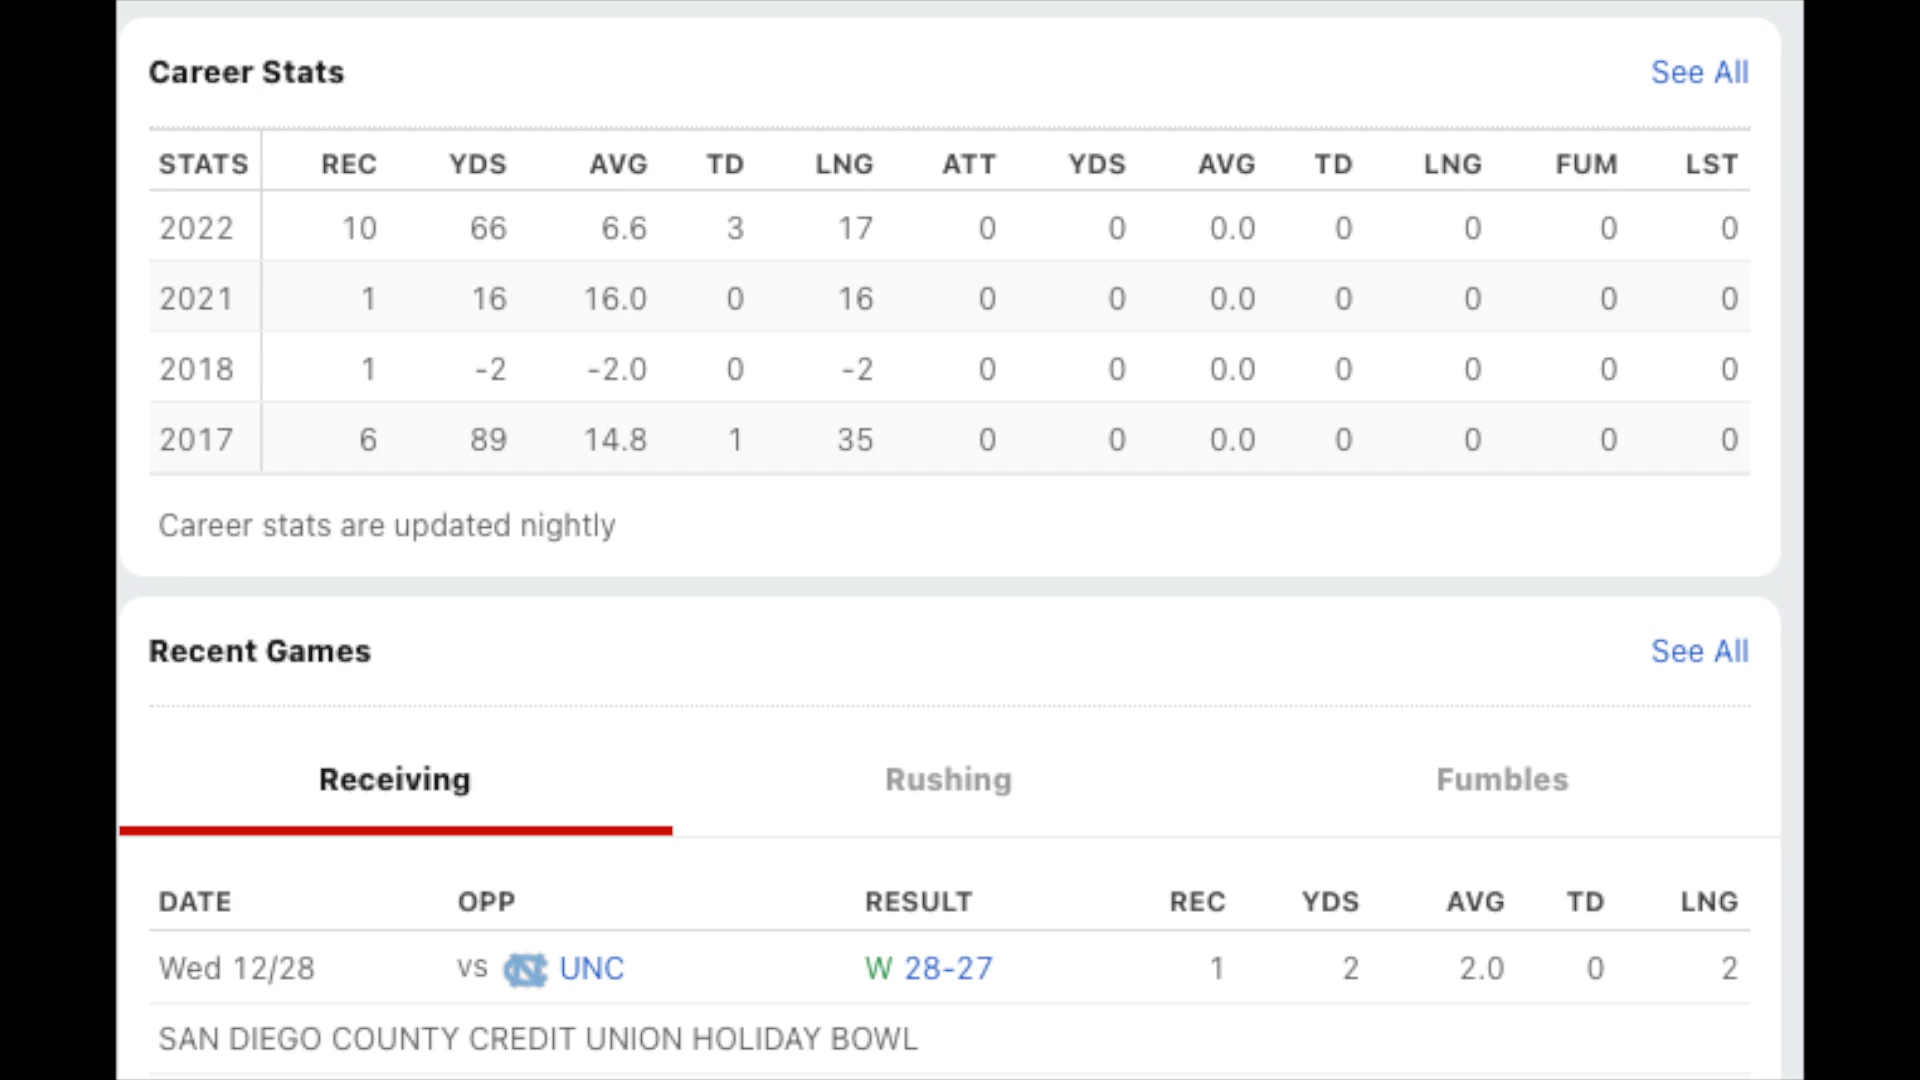 Career Stats See All
STATS REC YDS AVG TD LNG ATT YDS AVG TD LNG FUM LST
2022 10 66 6.6 3 17 0 0 0.0 0 0 0 0
2021 1 16 16.0 0 16 0 0 0.0 0 0 0 0
2018 1 -2 -2.0 0 -2 0 0 0.0 0 0 0 0
2017 6 89 14.8 1 35 0 0 0.0 0 0 0 0
Career stats are updated nightly
Recent Games See All
Receiving Rushing Fumbles
DATE OPP RESULT REC YDS AVG TD LNG
Wed 12/28 vs NC UNC W 28-27 1 2 2.0 0 2
SAN DIEGO COUNTY CREDIT UNION HOLIDAY BOWL